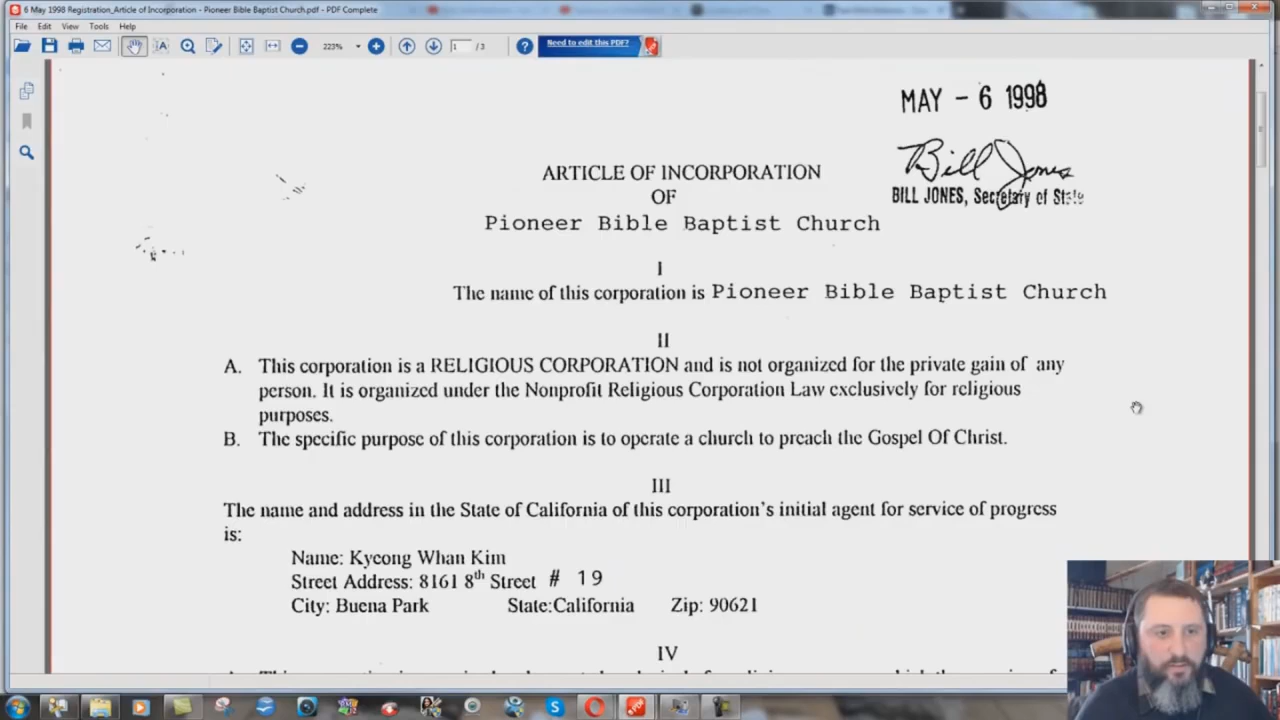 6 May 1998 Registration_Article of Incorporation - Pioneer Bible Baptist Church.pdf - PDF Complete
File Edit View Tools Help
223% 1 / 3 Need to edit this PDF?
MAY - 6 1998
Bill Jones
BILL JONES, Secretary of State
ARTICLE OF INCORPORATION
OF
Pioneer Bible Baptist Church
I
The name of this corporation is Pioneer Bible Baptist Church
II
A. This corporation is a RELIGIOUS CORPORATION and is not organized for the private gain of any
person. It is organized under the Nonprofit Religious Corporation Law exclusively for religious
purposes.
B. The specific purpose of this corporation is to operate a church to preach the Gospel Of Christ.
III
The name and address in the State of California of this corporation's initial agent for service of progress
is:
Name: Kyeong Whan Kim
Street Address: 8161 8th Street # 19
City: Buena Park State:California Zip: 90621
IV